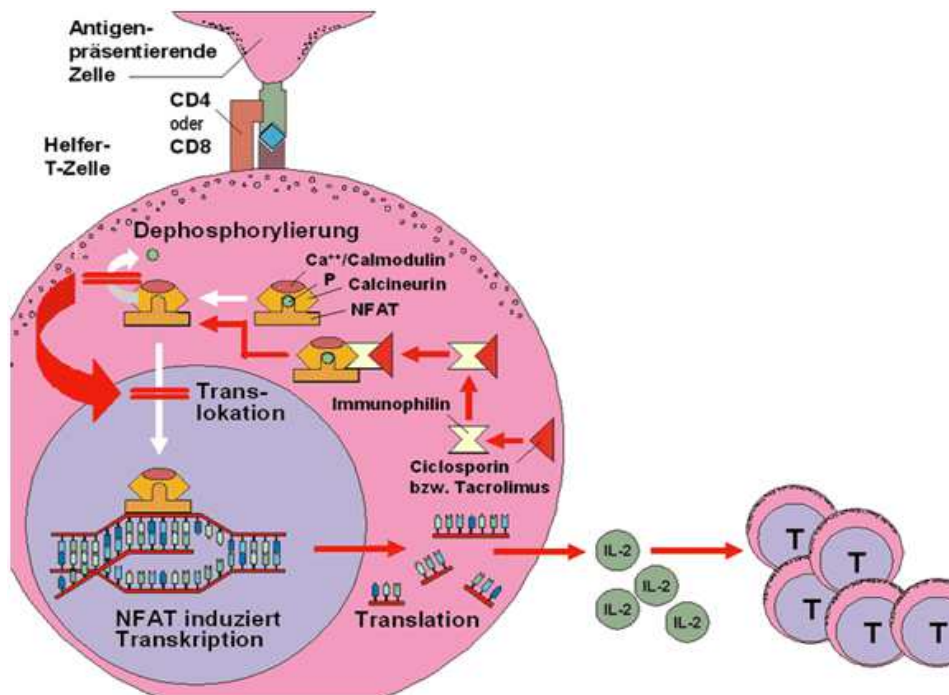 Antigen-
präsentierende
Zelle
CD4
oder
CD8
Helfer-
T-Zelle
Dephosphorylierung
Ca++/Calmodulin
P
Calcineurin
NFAT
Trans-
lokation
Immunophilin
Ciclosporin
bzw. Tacrolimus
NFAT induziert
Transkription
Translation
IL-2
IL-2
IL-2
IL-2
T
T
T
T
T